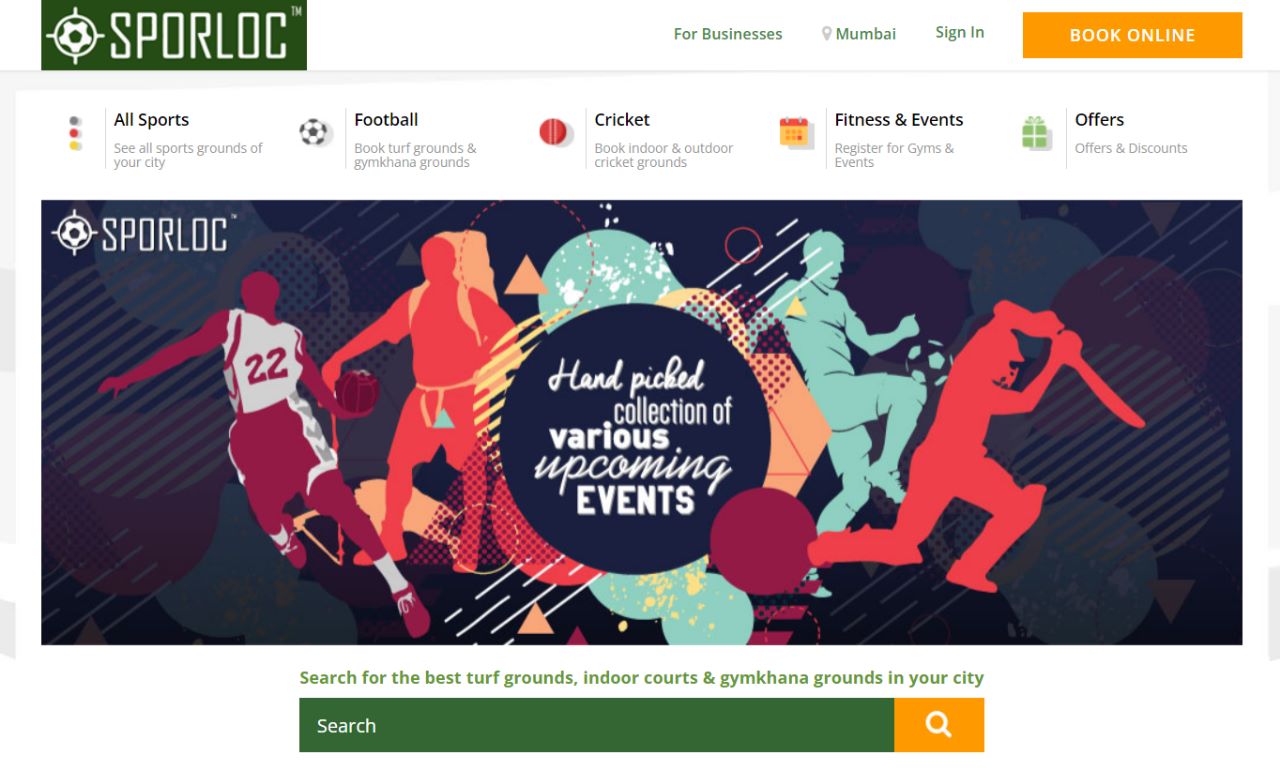 SPORLOC™
For Businesses
Mumbai
Sign In
BOOK ONLINE
All Sports
See all sports grounds of
your city
Football
Book turf grounds &
gymkhana grounds
Cricket
Book indoor & outdoor
cricket grounds
Fitness & Events
Register for Gyms &
Events
Offers
Offers & Discounts
SPORLOC™
22
Hand picked
collection of
various
upcoming
EVENTS
Search for the best turf grounds, indoor courts & gymkhana grounds in your city
Search